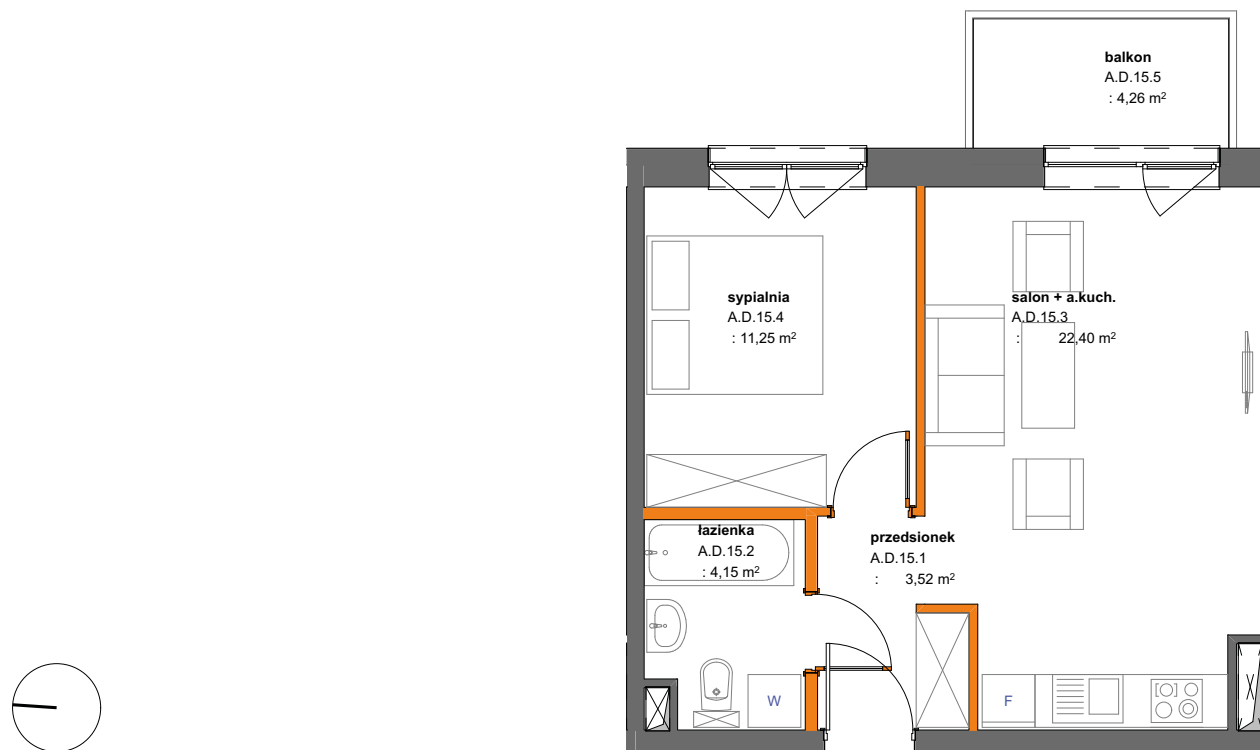 balkon
A.D.15.5
: 4,26 m²
sypialnia
A.D.15.4
: 11,25 m²
salon + a.kuch.
A.D.15.3
: 22,40 m²
łazienka
A.D.15.2
: 4,15 m²
przedsionek
A.D.15.1
: 3,52 m²
W
F